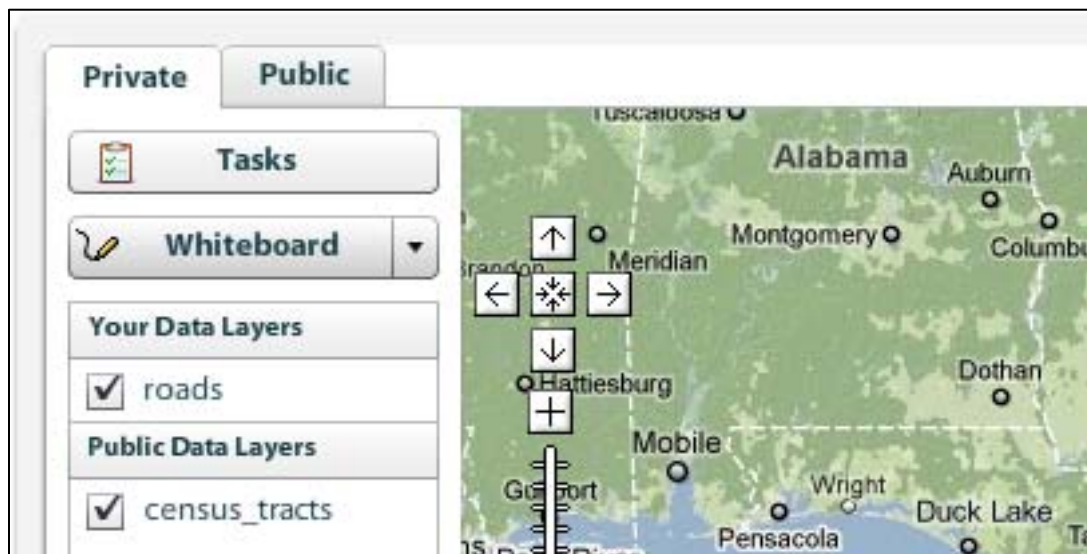 Private
Public
Tasks
Whiteboard
Your Data Layers
roads
Public Data Layers
census_tracts
Tuscaloosa
Alabama
Auburn
Montgomery
Meridian
Brandon
Hattiesburg
Dothan
Mobile
Wright
Duck Lake
Pensacola